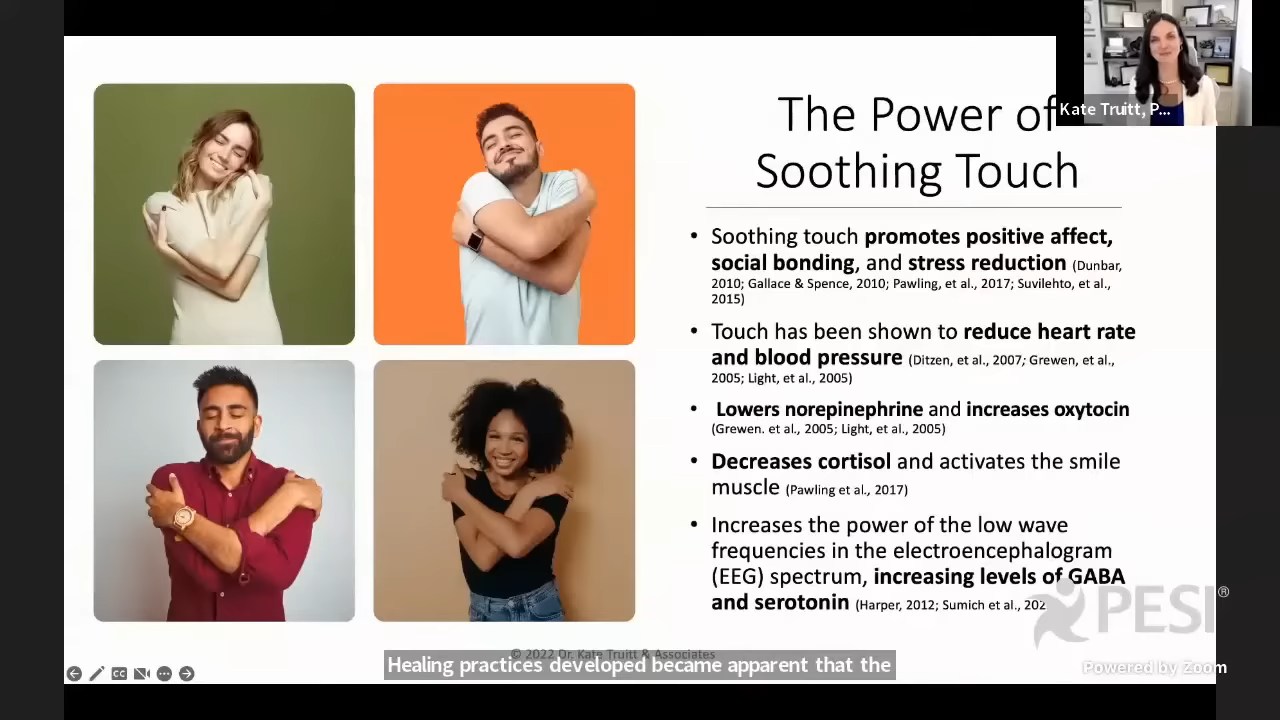 The Power of
Soothing Touch
Kate Truitt, P...
• Soothing touch promotes positive affect,
social bonding, and stress reduction (Dunbar,
2010; Gallace & Spence, 2010; Pawling, et al., 2017; Suvilehto, et al.,
2015)
• Touch has been shown to reduce heart rate
and blood pressure (Ditzen, et al., 2007; Grewen, et al.,
2005; Light, et al., 2005)
• Lowers norepinephrine and increases oxytocin
(Grewen. et al., 2005; Light, et al., 2005)
• Decreases cortisol and activates the smile
muscle (Pawling et al., 2017)
• Increases the power of the low wave
frequencies in the electroencephalogram
(EEG) spectrum, increasing levels of GABA
and serotonin (Harper, 2012; Sumich et al., 202
PESI®
© 2022 Dr. Kate Truitt & Associates
Healing practices developed became apparent that the
CC
Powered by Zoom